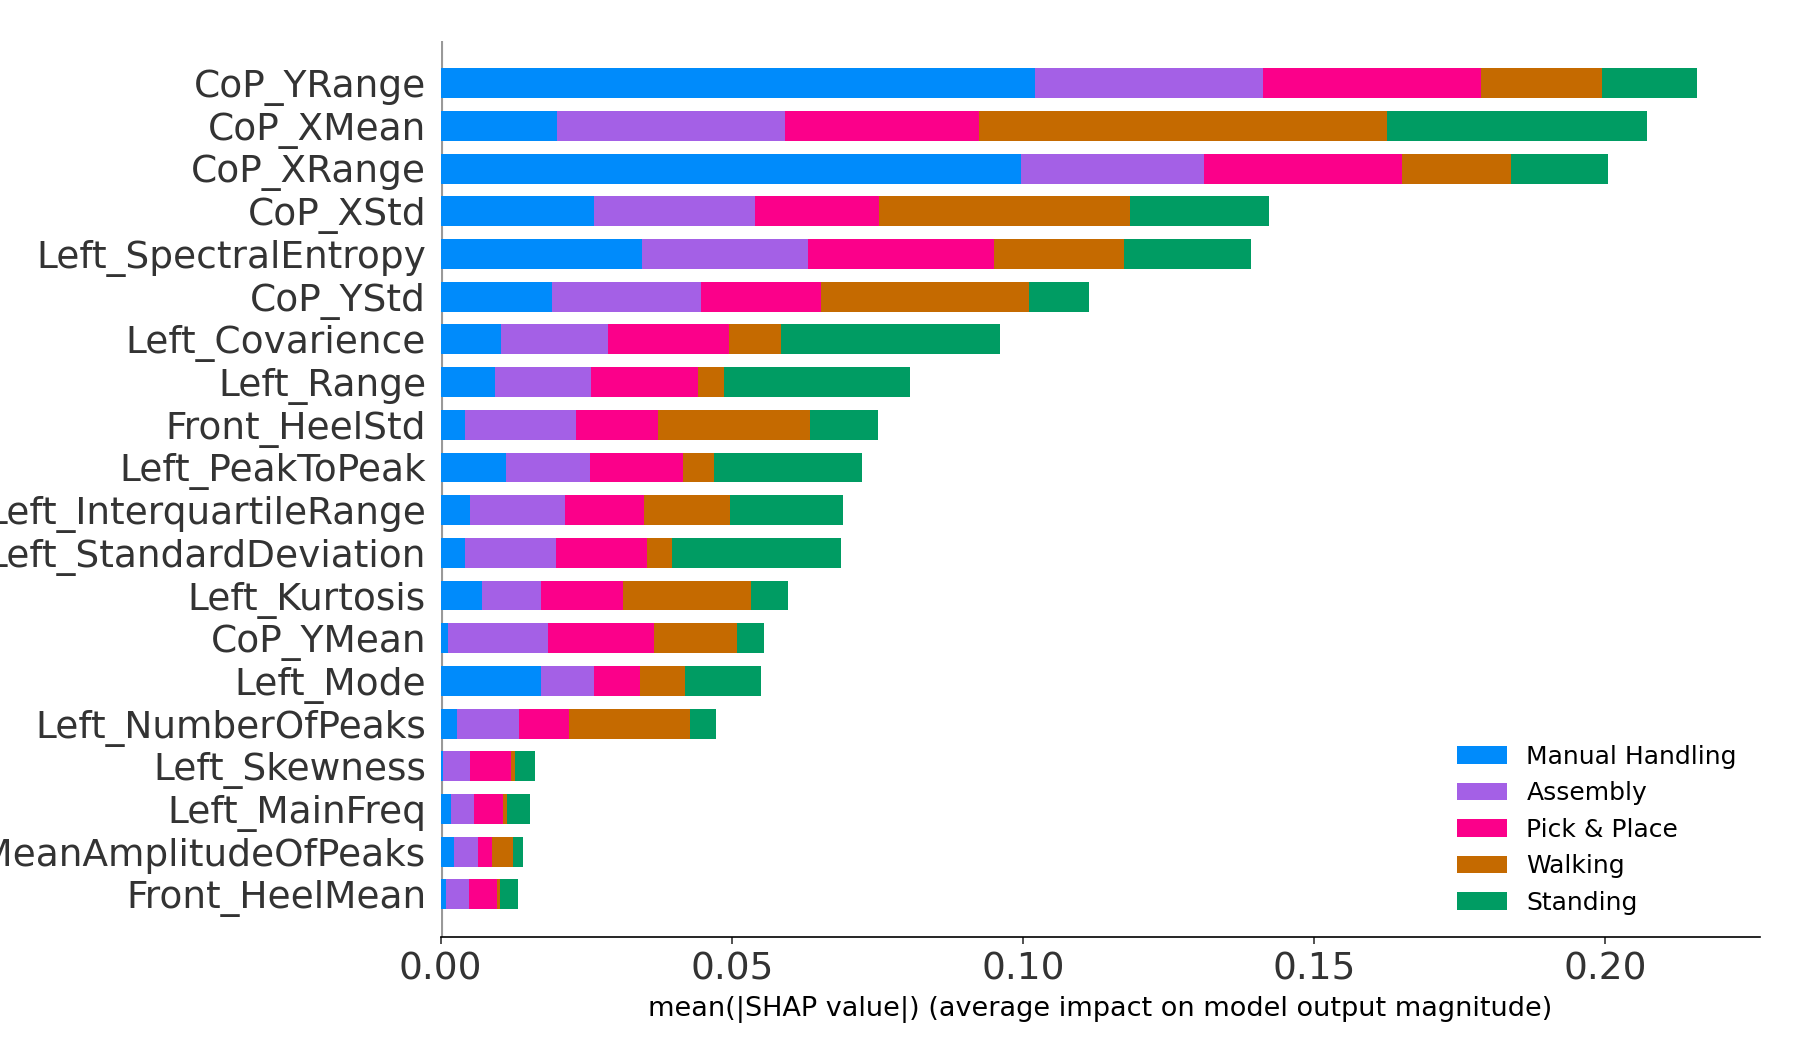 CoP_YRange
CoP_XMean
CoP_XRange
CoP_XStd
Left_SpectralEntropy
CoP_YStd
Left_Covarience
Left_Range
Front_HeelStd
Left_PeakToPeak
Left_InterquartileRange
Left_StandardDeviation
Left_Kurtosis
CoP_YMean
Left_Mode
Left_NumberOfPeaks
Left_Skewness
Left_MainFreq
MeanAmplitudeOfPeaks
Front_HeelMean
Manual Handling
Assembly
Pick & Place
Walking
Standing
0.00 0.05 0.10 0.15 0.20
mean(|SHAP value|) (average impact on model output magnitude)